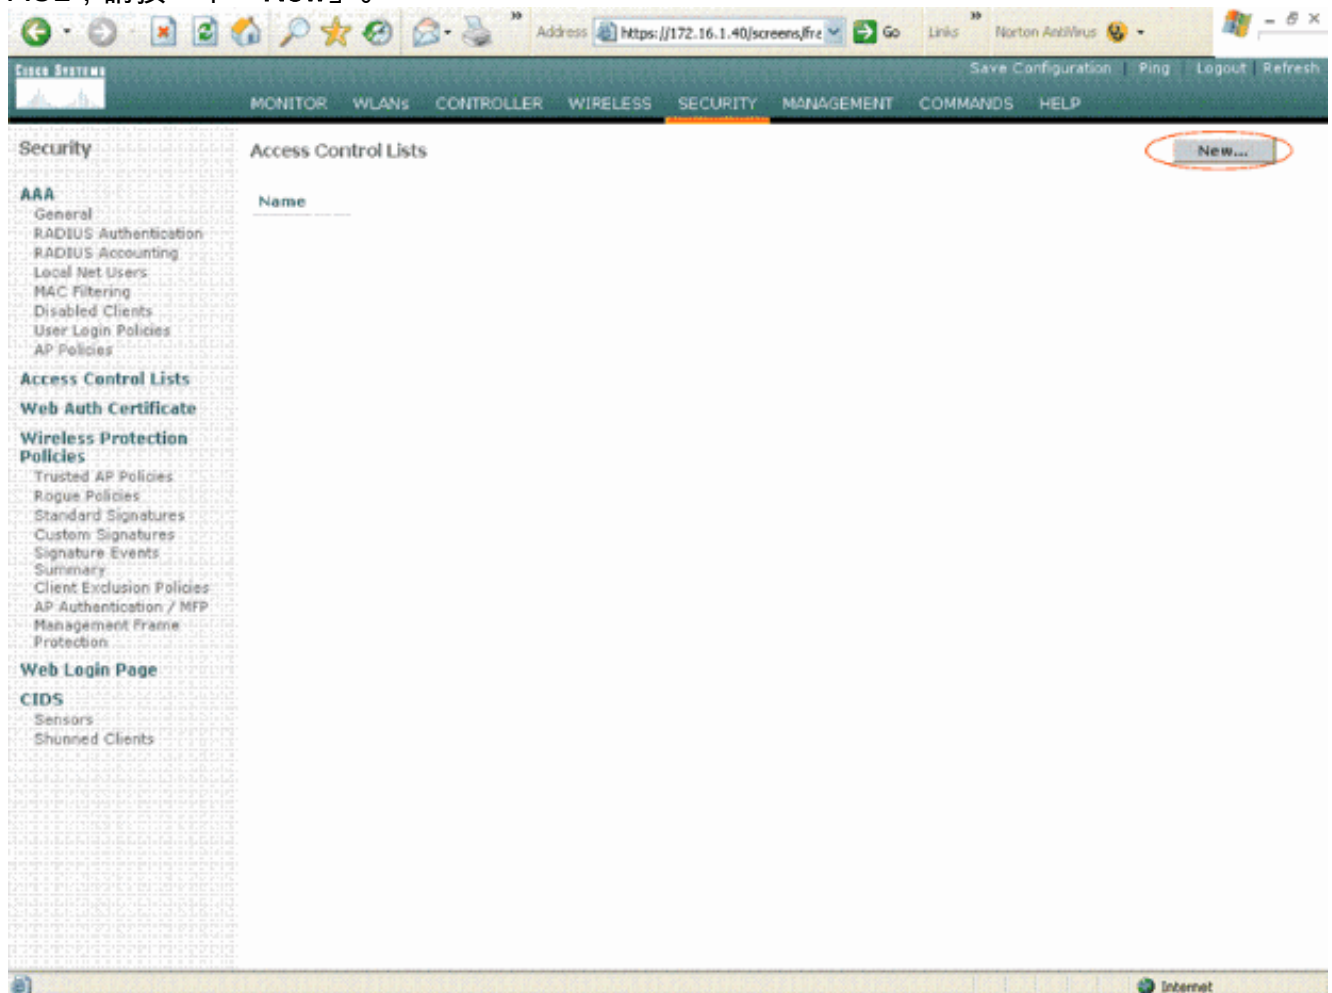 Address https://172.16.1.40/screens/fra Go Links Norton AntiVirus
CISCO SYSTEMS
Save Configuration | Ping | Logout | Refresh
MONITOR WLANs CONTROLLER WIRELESS SECURITY MANAGEMENT COMMANDS HELP
Security
Access Control Lists
New...
Name
AAA
General
RADIUS Authentication
RADIUS Accounting
Local Net Users
MAC Filtering
Disabled Clients
User Login Policies
AP Policies
Access Control Lists
Web Auth Certificate
Wireless Protection
Policies
Trusted AP Policies
Rogue Policies
Standard Signatures
Custom Signatures
Signature Events
Summary
Client Exclusion Policies
AP Authentication / MFP
Management Frame
Protection
Web Login Page
CIDS
Sensors
Shunned Clients
Internet